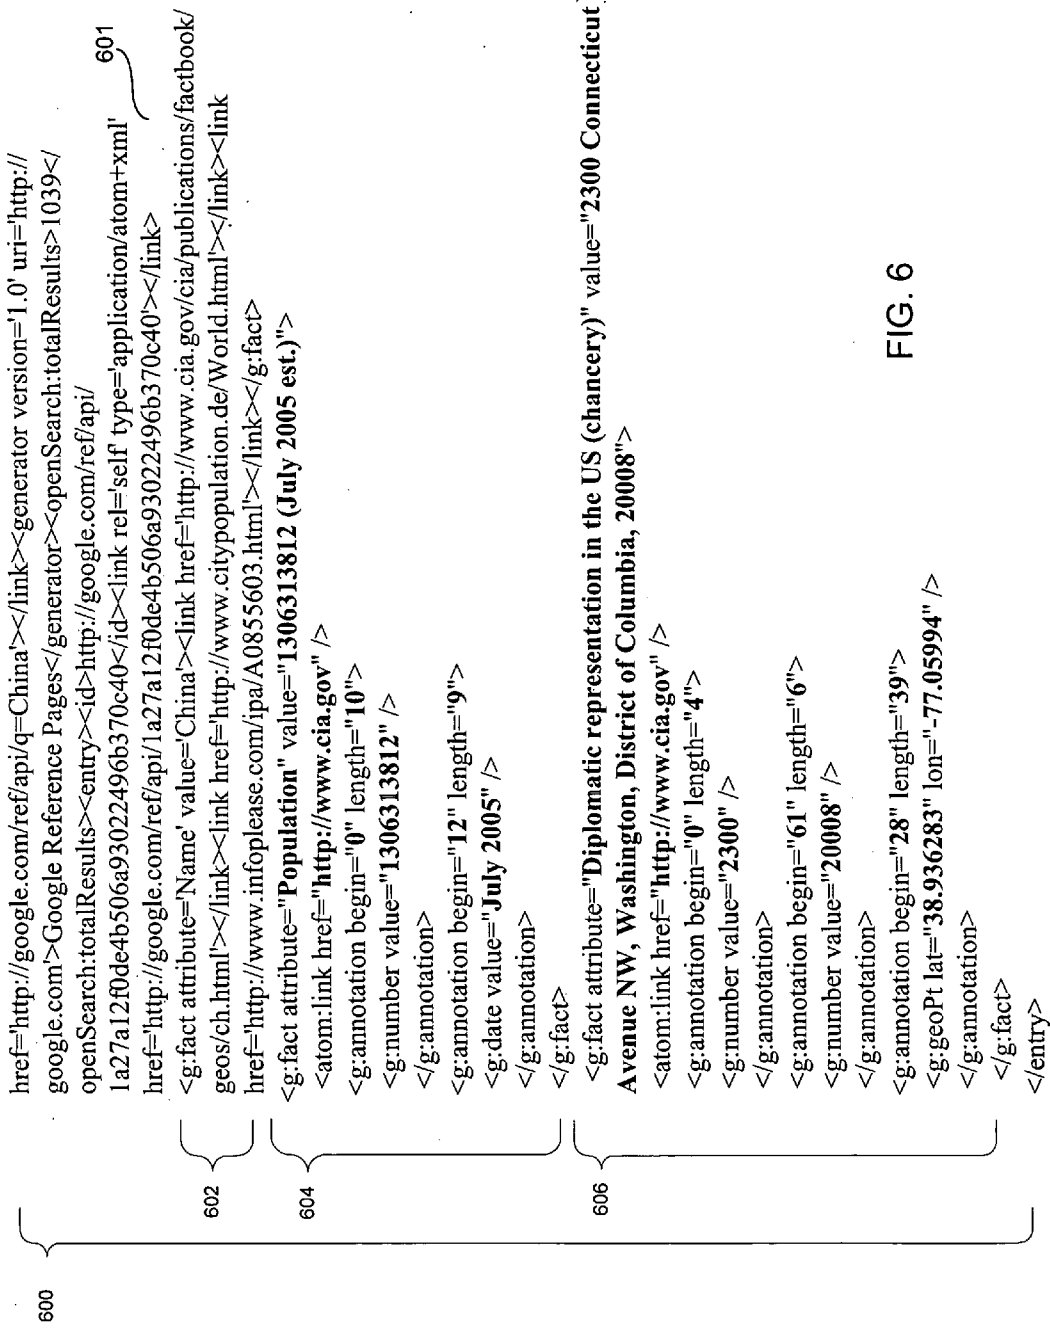 600
href='http://google.com/ref/api/q=China'></link><generator version='1.0' uri='http://
google.com'>Google Reference Pages</generator><openSearch:totalResults>1039</
openSearch:totalResults><entry><id>http://google.com/ref/api/
1a27a12f0de4b506a93022496b370c40</id><link rel='self' type='application/atom+xml'
601
href='http://google.com/ref/api/1a27a12f0de4b506a93022496b370c40'></link>
602
<g:fact attribute='Name' value='China'><link href='http://www.cia.gov/cia/publications/factbook/
geos/ch.html'></link><link href='http://www.citypopulation.de/World.html'></link><link
href='http://www.infoplease.com/ipa/A0855603.html'></link></g:fact>
604
<g:fact attribute="Population" value="1306313812 (July 2005 est.)">
<atom:link href="http://www.cia.gov" />
<g:annotation begin="0" length="10">
<g:number value="1306313812" />
</g:annotation>
<g:annotation begin="12" length="9">
<g:date value="July 2005" />
</g:annotation>
</g:fact>
606
<g:fact attribute="Diplomatic representation in the US (chancery)" value="2300 Connecticut
Avenue NW, Washington, District of Columbia, 20008">
<atom:link href="http://www.cia.gov" />
<g:annotation begin="0" length="4">
<g:number value="2300" />
</g:annotation>
<g:annotation begin="61" length="6">
<g:number value="20008" />
</g:annotation>
<g:annotation begin="28" length="39">
<g:geoPt lat="38.936283" lon="-77.05994" />
</g:annotation>
</g:fact>
</entry>
FIG. 6